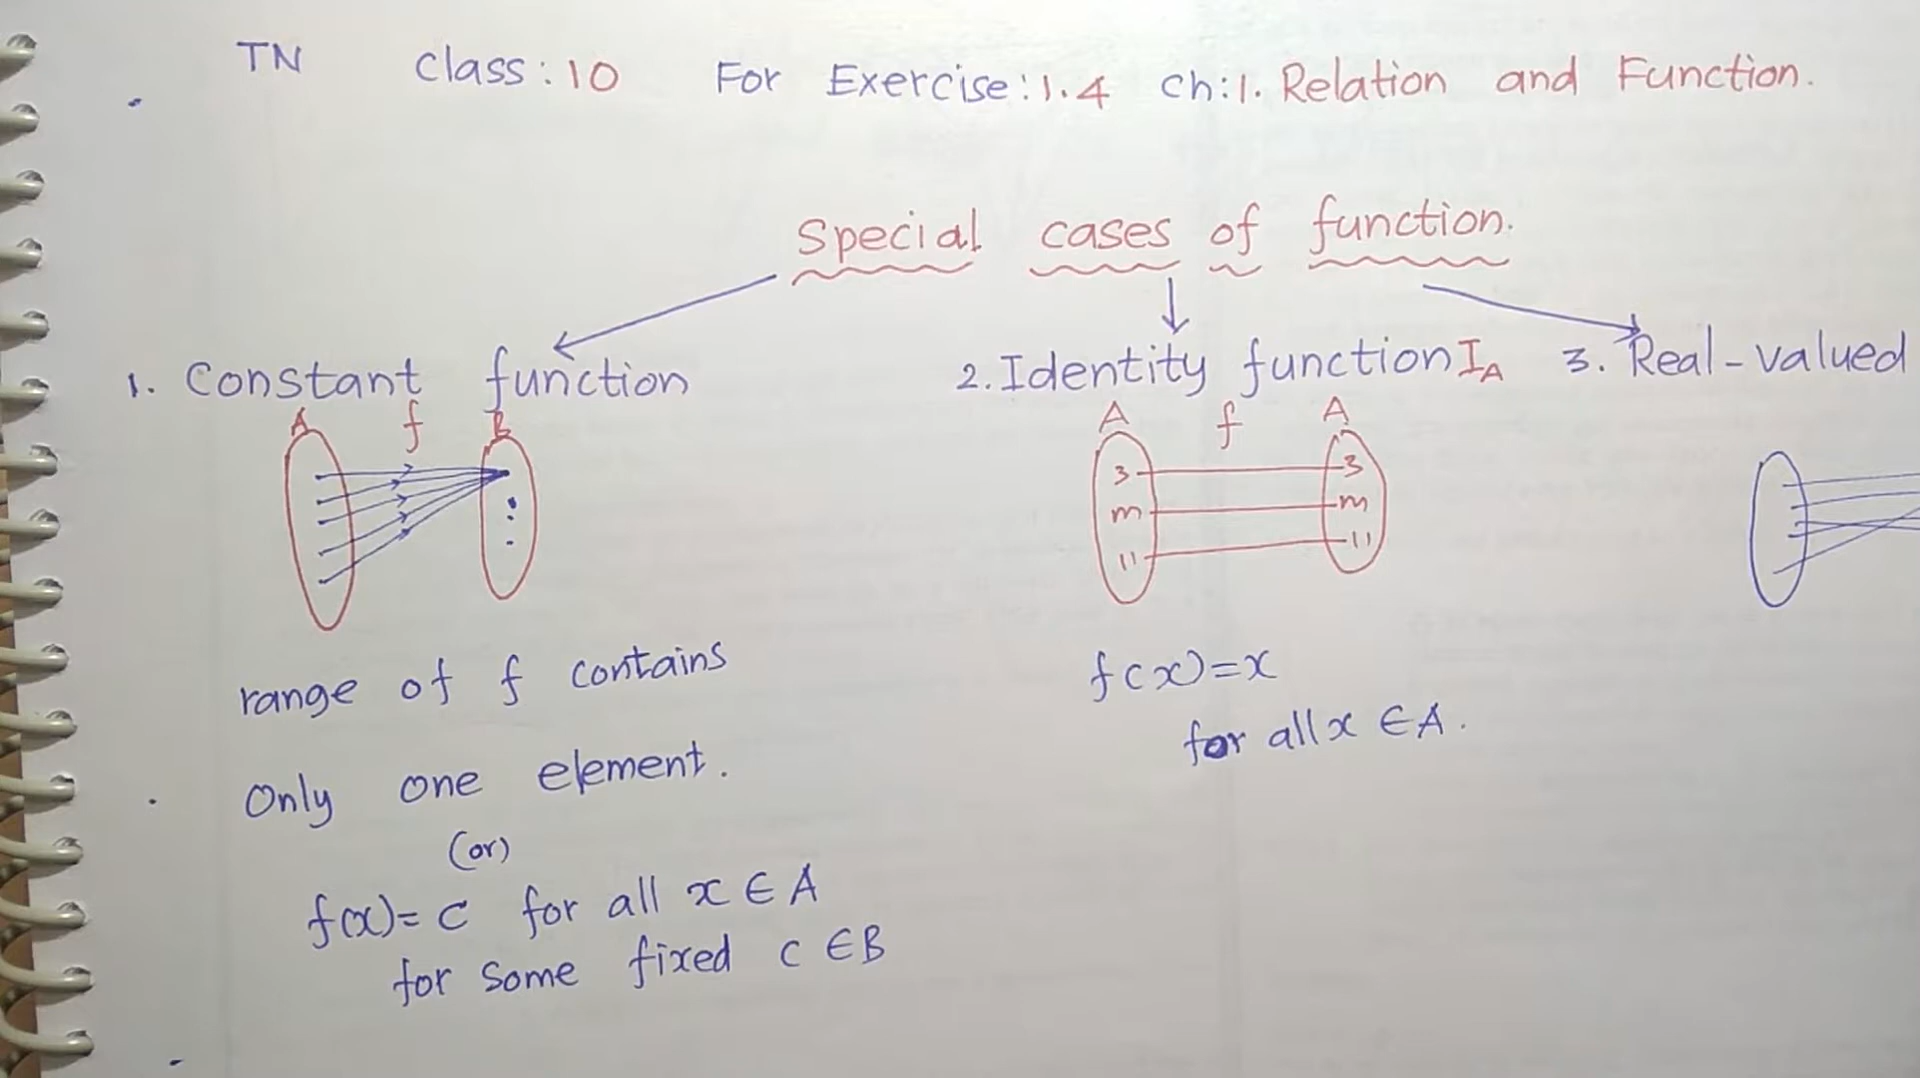 TN Class: 10 For Exercise: 1.4 Ch: 1. Relation and Function.
Special cases of function.
1. Constant function
A f B
range of f contains
Only one element.
(or)
f(x) = C for all x ∈ A
for some fixed c ∈ B
2. Identity function I_A
A f A
3 3
m m
11 11
f(x) = x
for all x ∈ A.
3. Real-valued